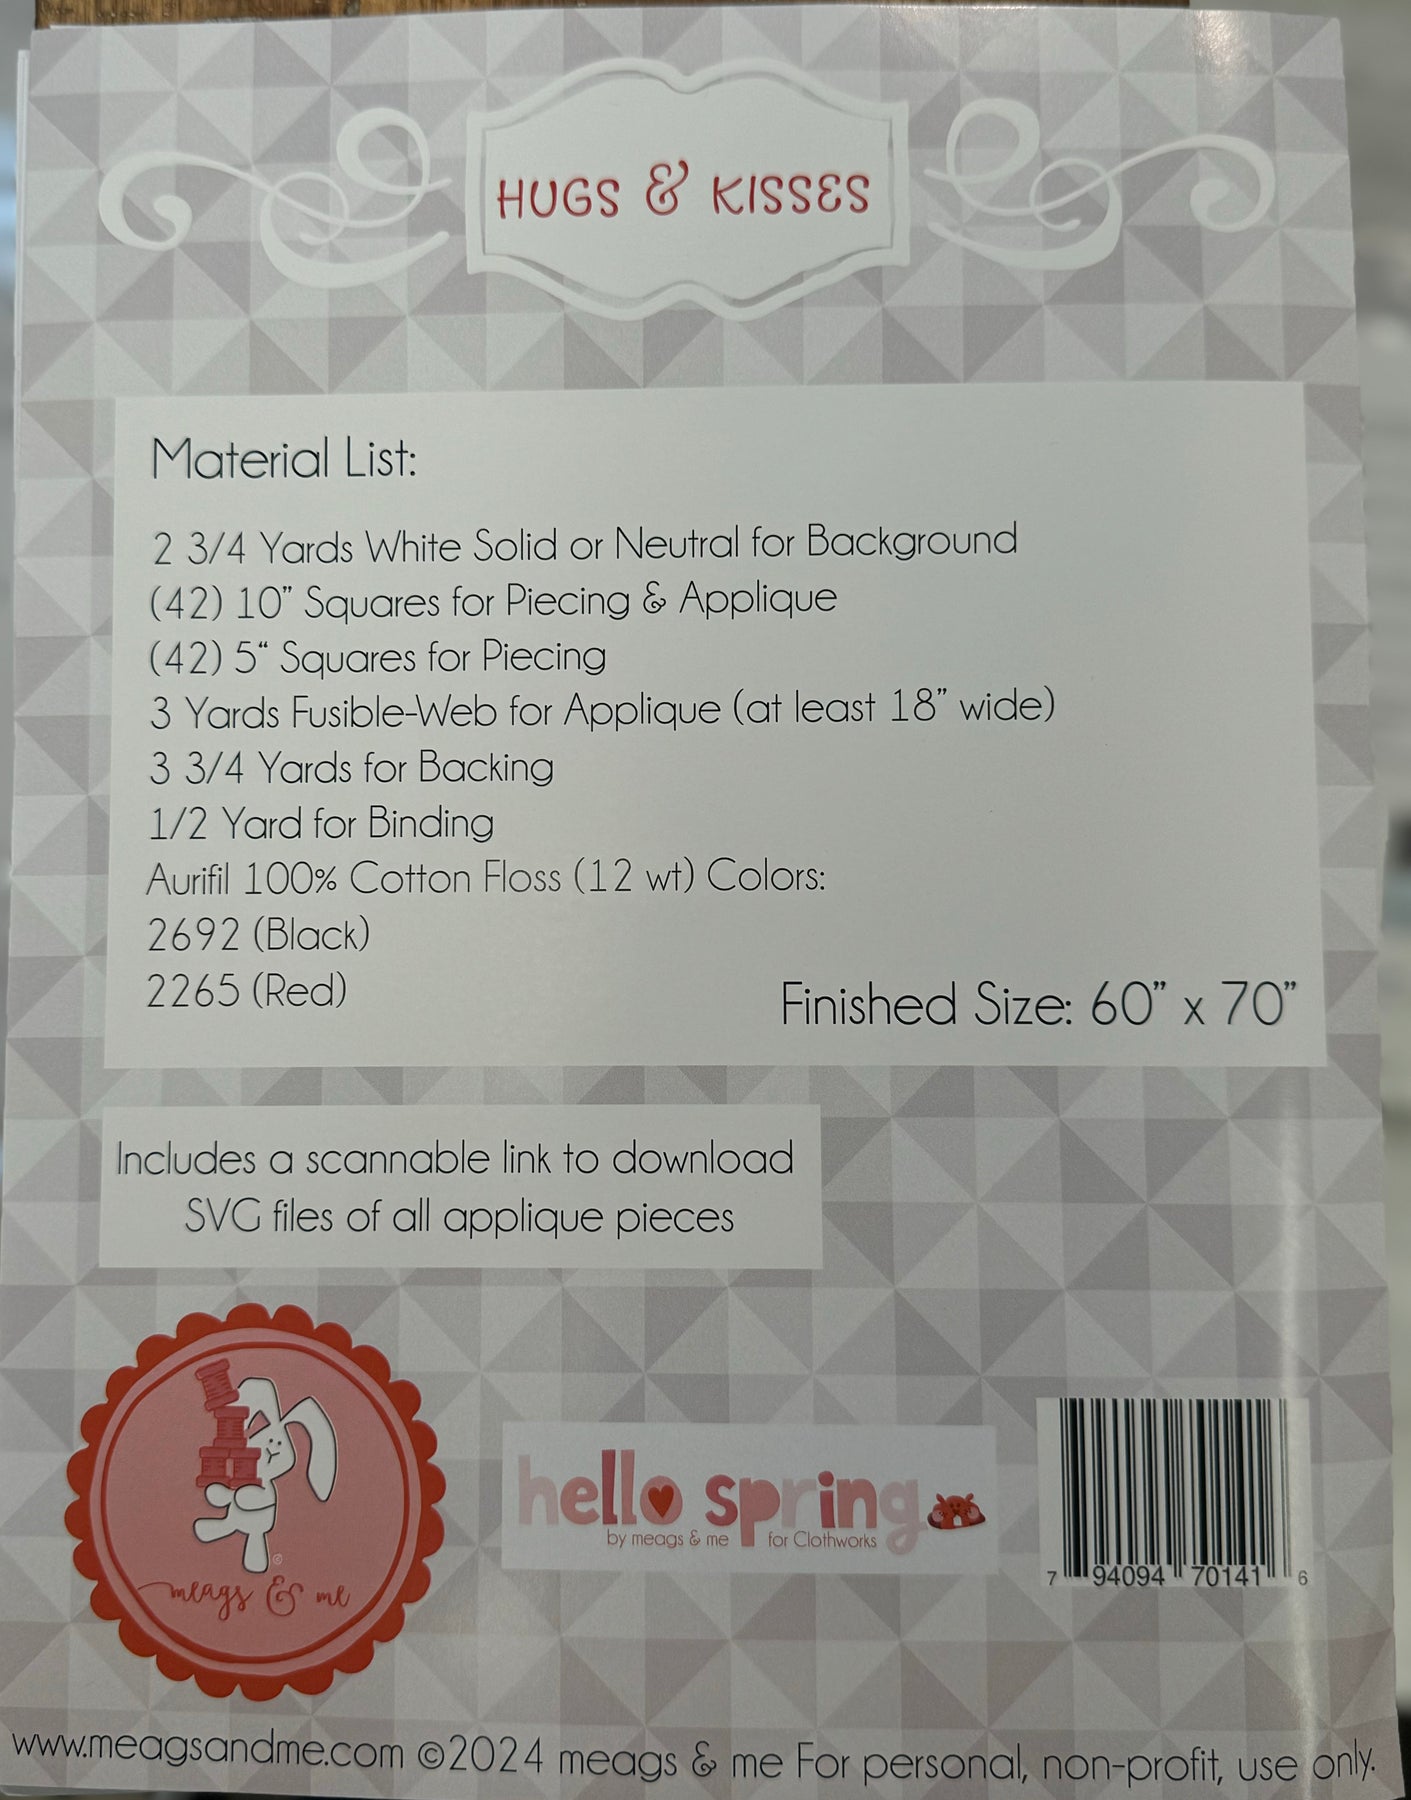 HUGS & KISSES
Material List:
2 3/4 Yards White Solid or Neutral for Background
(42) 10” Squares for Piecing & Applique
(42) 5“ Squares for Piecing
3 Yards Fusible-Web for Applique (at least 18” wide)
3 3/4 Yards for Backing
1/2 Yard for Binding
Aurifil 100% Cotton Floss (12 wt) Colors:
2692 (Black)
2265 (Red)
Finished Size: 60” x 70”
Includes a scannable link to download
SVG files of all applique pieces
©
meags & me
hello spring
by meags & me for Clothworks
7 94094 70141 6
www.meagsandme.com ©2024 meags & me For personal, non-profit, use only.